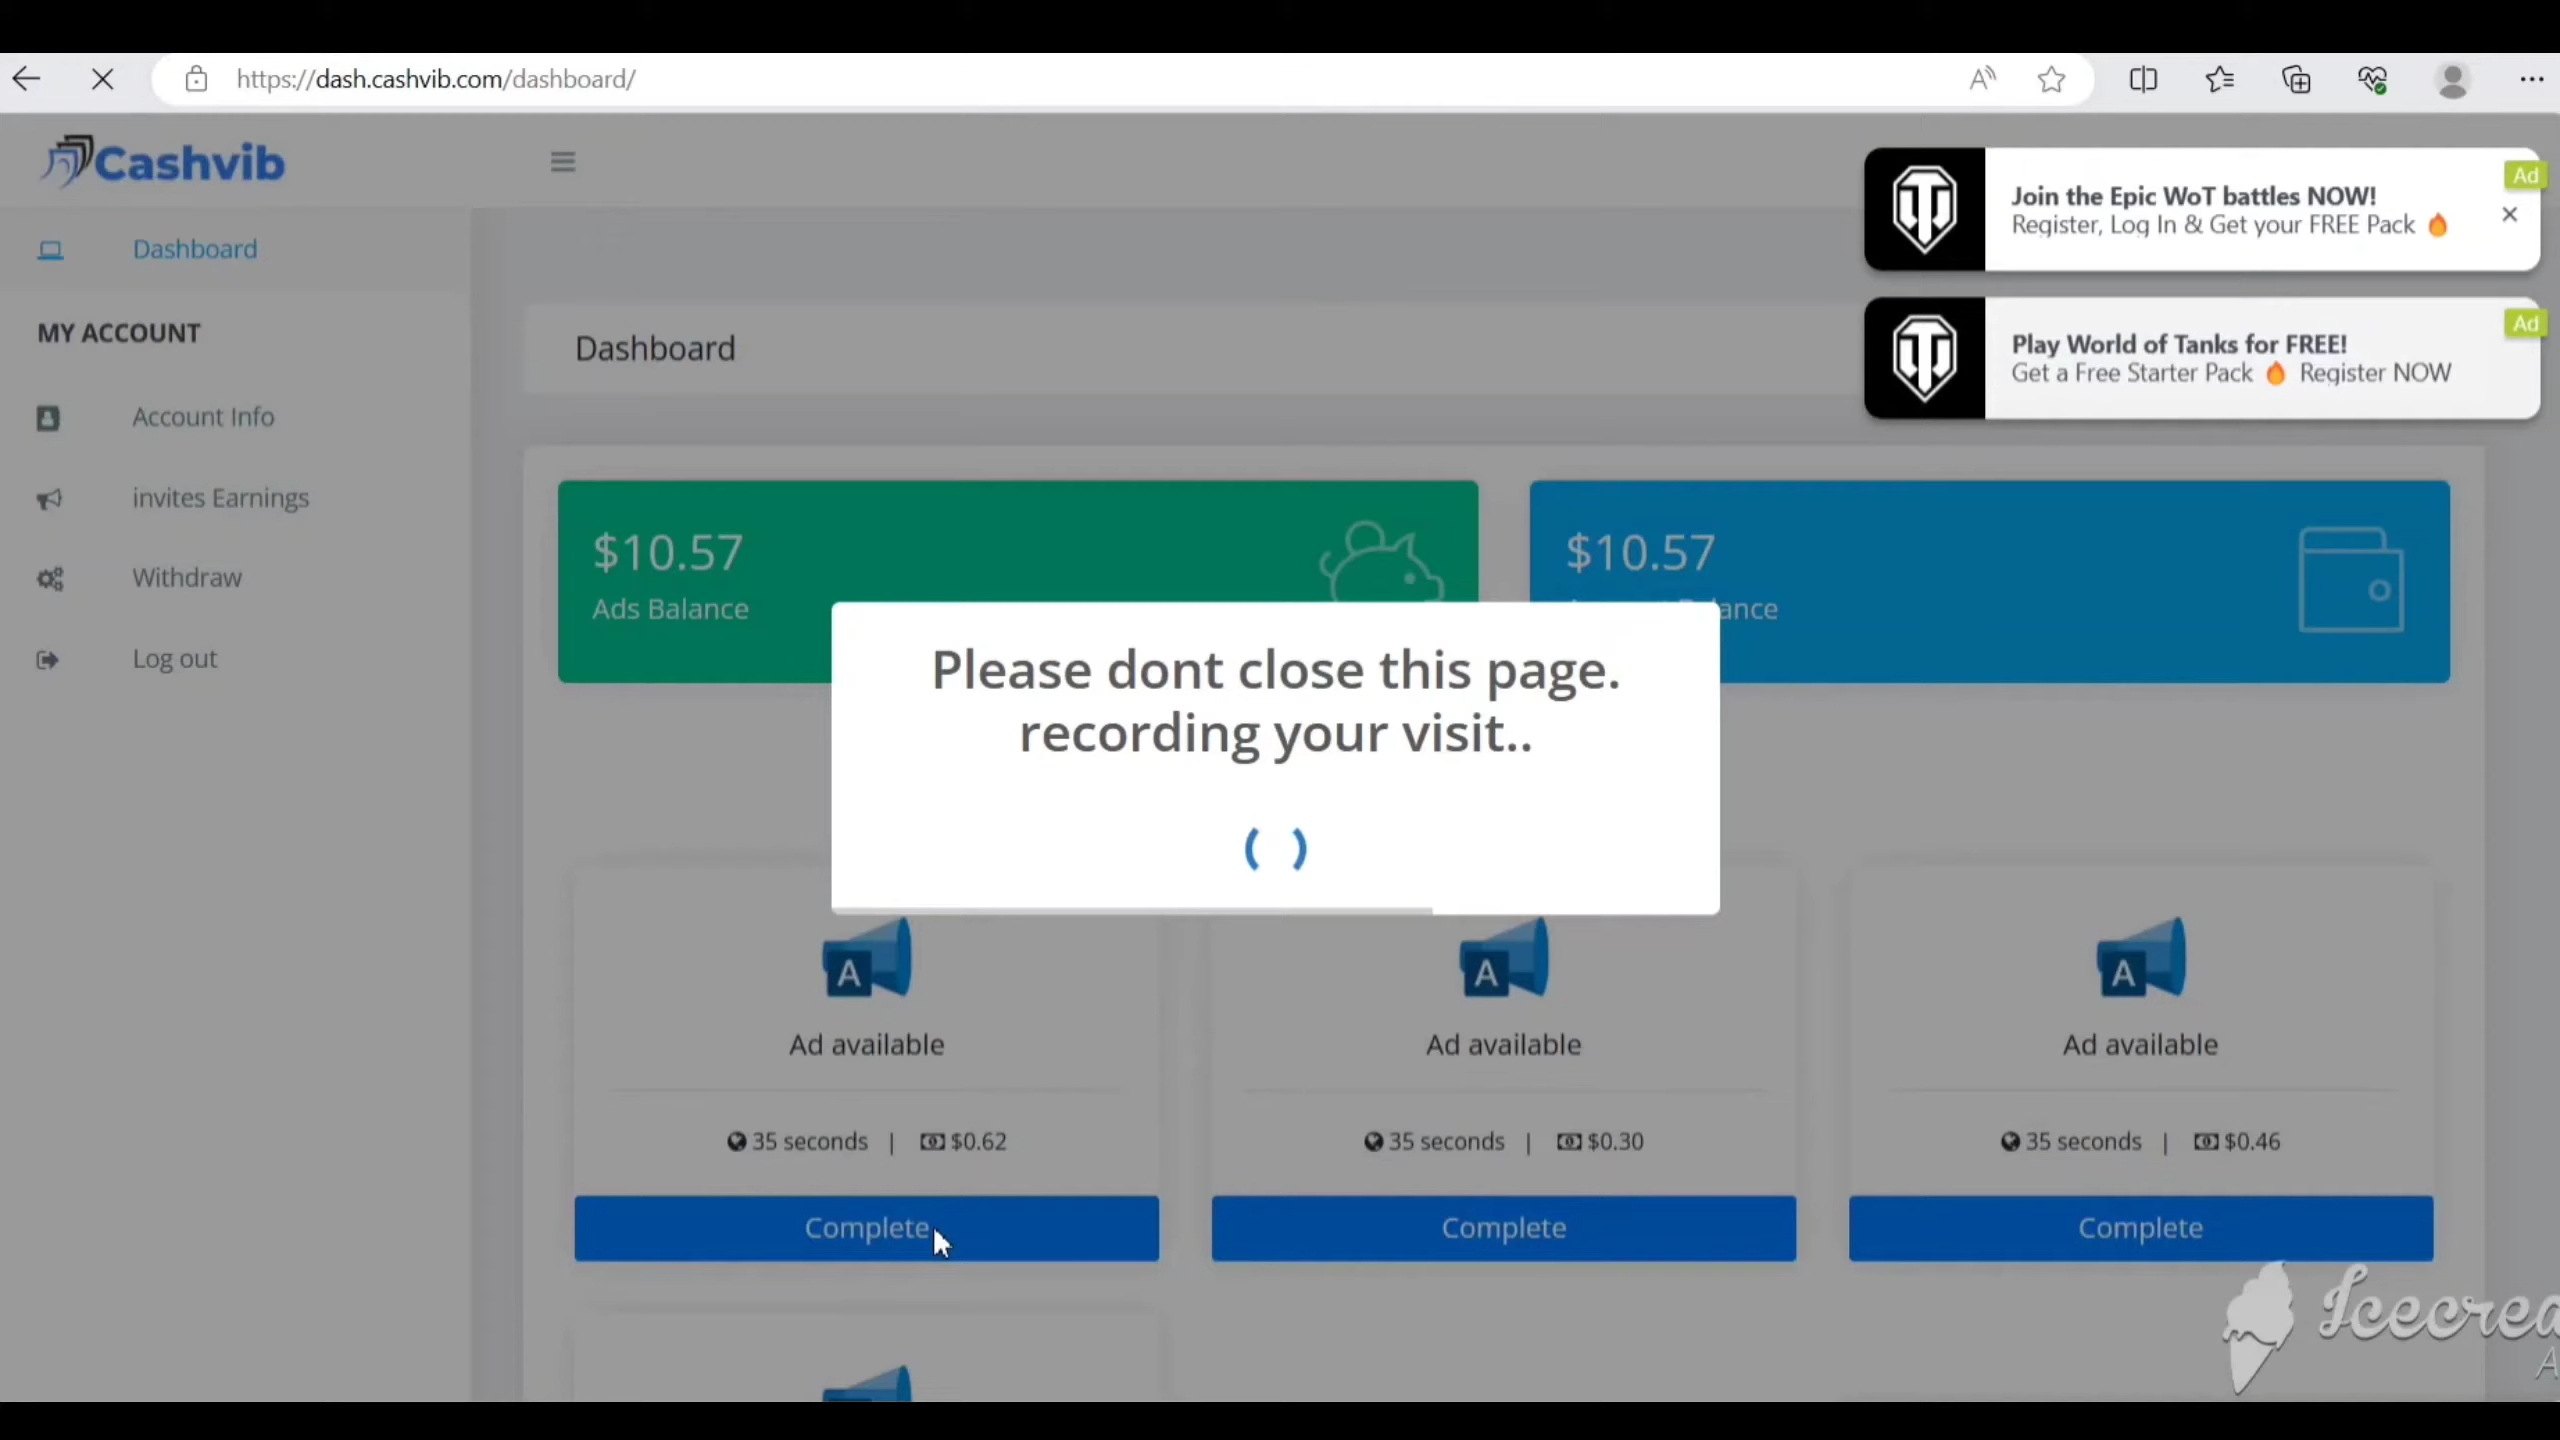 https://dash.cashvib.com/dashboard/
Cashvib
Join the Epic WoT battles NOW!
Register, Log In & Get your FREE Pack 🔥
Ad
Play World of Tanks for FREE!
Get a Free Starter Pack 🔥 Register NOW
Ad
Dashboard
MY ACCOUNT
Account Info
invites Earnings
Withdraw
Log out
Dashboard
$10.57
Ads Balance
$10.57
Please dont close this page.
recording your visit..
A
Ad available
35 seconds | $0.62
Complete
A
Ad available
35 seconds | $0.30
Complete
A
Ad available
35 seconds | $0.46
Complete